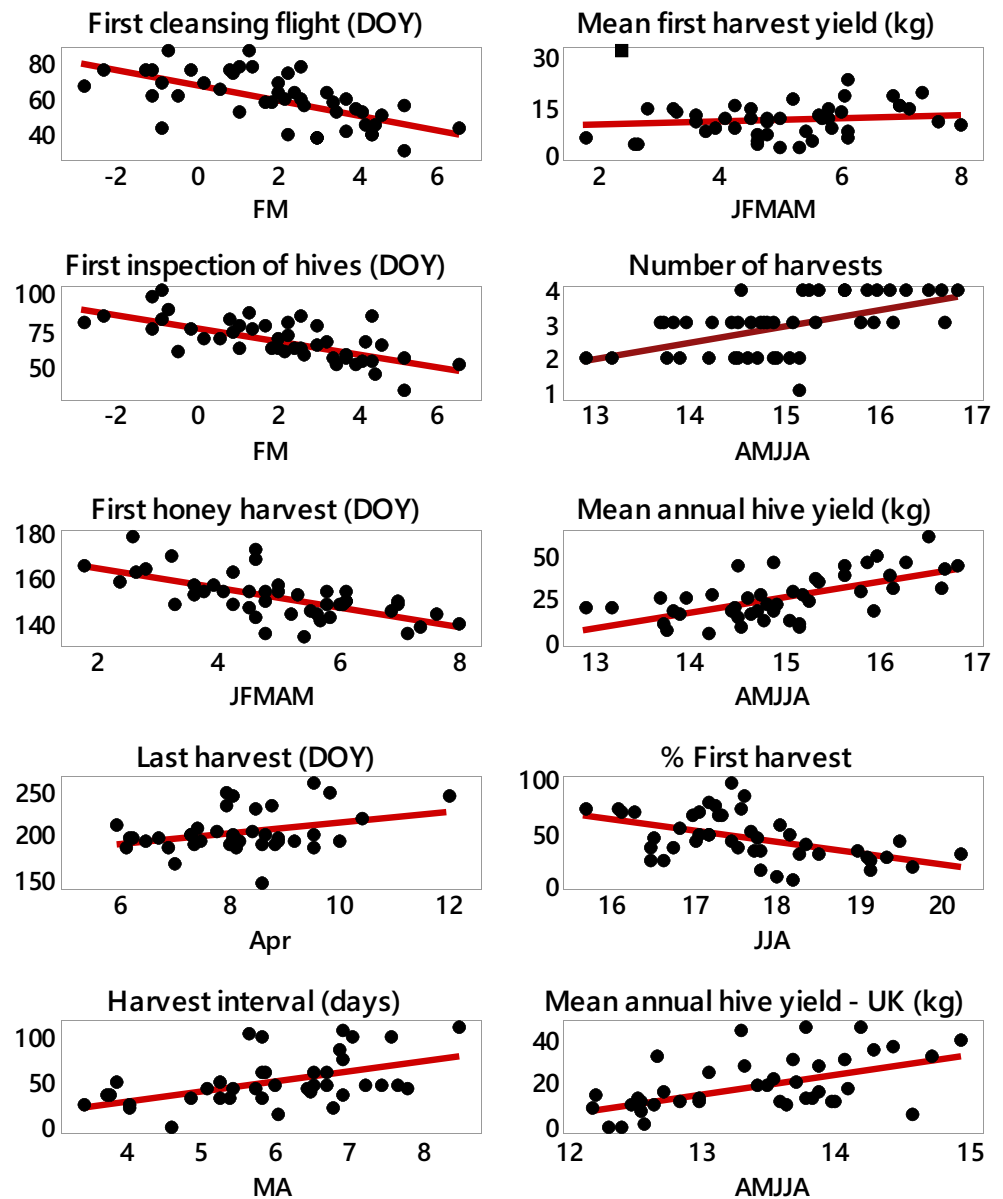 First cleansing flight (DOY)
80
60
40
-2 0 2 4 6
FM
Mean first harvest yield (kg)
30
15
0
2 4 6 8
JFMAM
First inspection of hives (DOY)
100
75
50
-2 0 2 4 6
FM
Number of harvests
4
3
2
1
13 14 15 16 17
AMJJA
First honey harvest (DOY)
180
160
140
2 4 6 8
JFMAM
Mean annual hive yield (kg)
50
25
0
13 14 15 16 17
AMJJA
Last harvest (DOY)
250
200
150
6 8 10 12
Apr
% First harvest
100
50
0
16 17 18 19 20
JJA
Harvest interval (days)
100
50
0
4 5 6 7 8
MA
Mean annual hive yield - UK (kg)
40
20
0
12 13 14 15
AMJJA